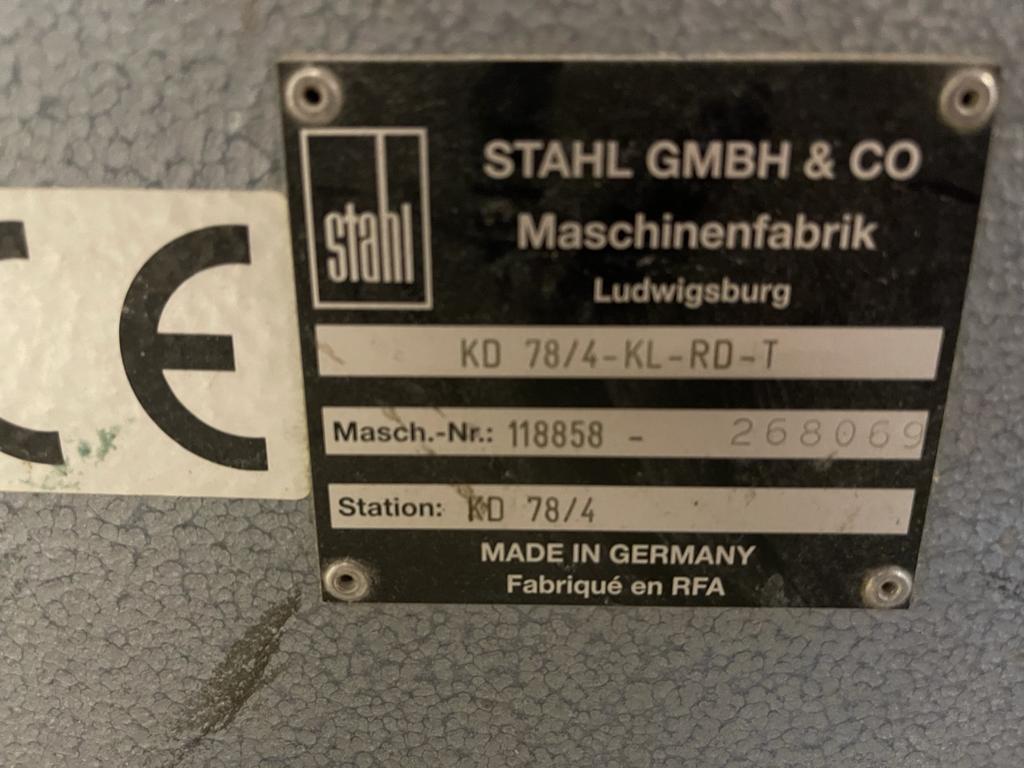 CE
stahl
STAHL GMBH & CO
Maschinenfabrik
Ludwigsburg
KD 78/4-KL-RD-T
Masch.-Nr.: 118858 - 268069
Station: KD 78/4
MADE IN GERMANY
Fabriqué en RFA